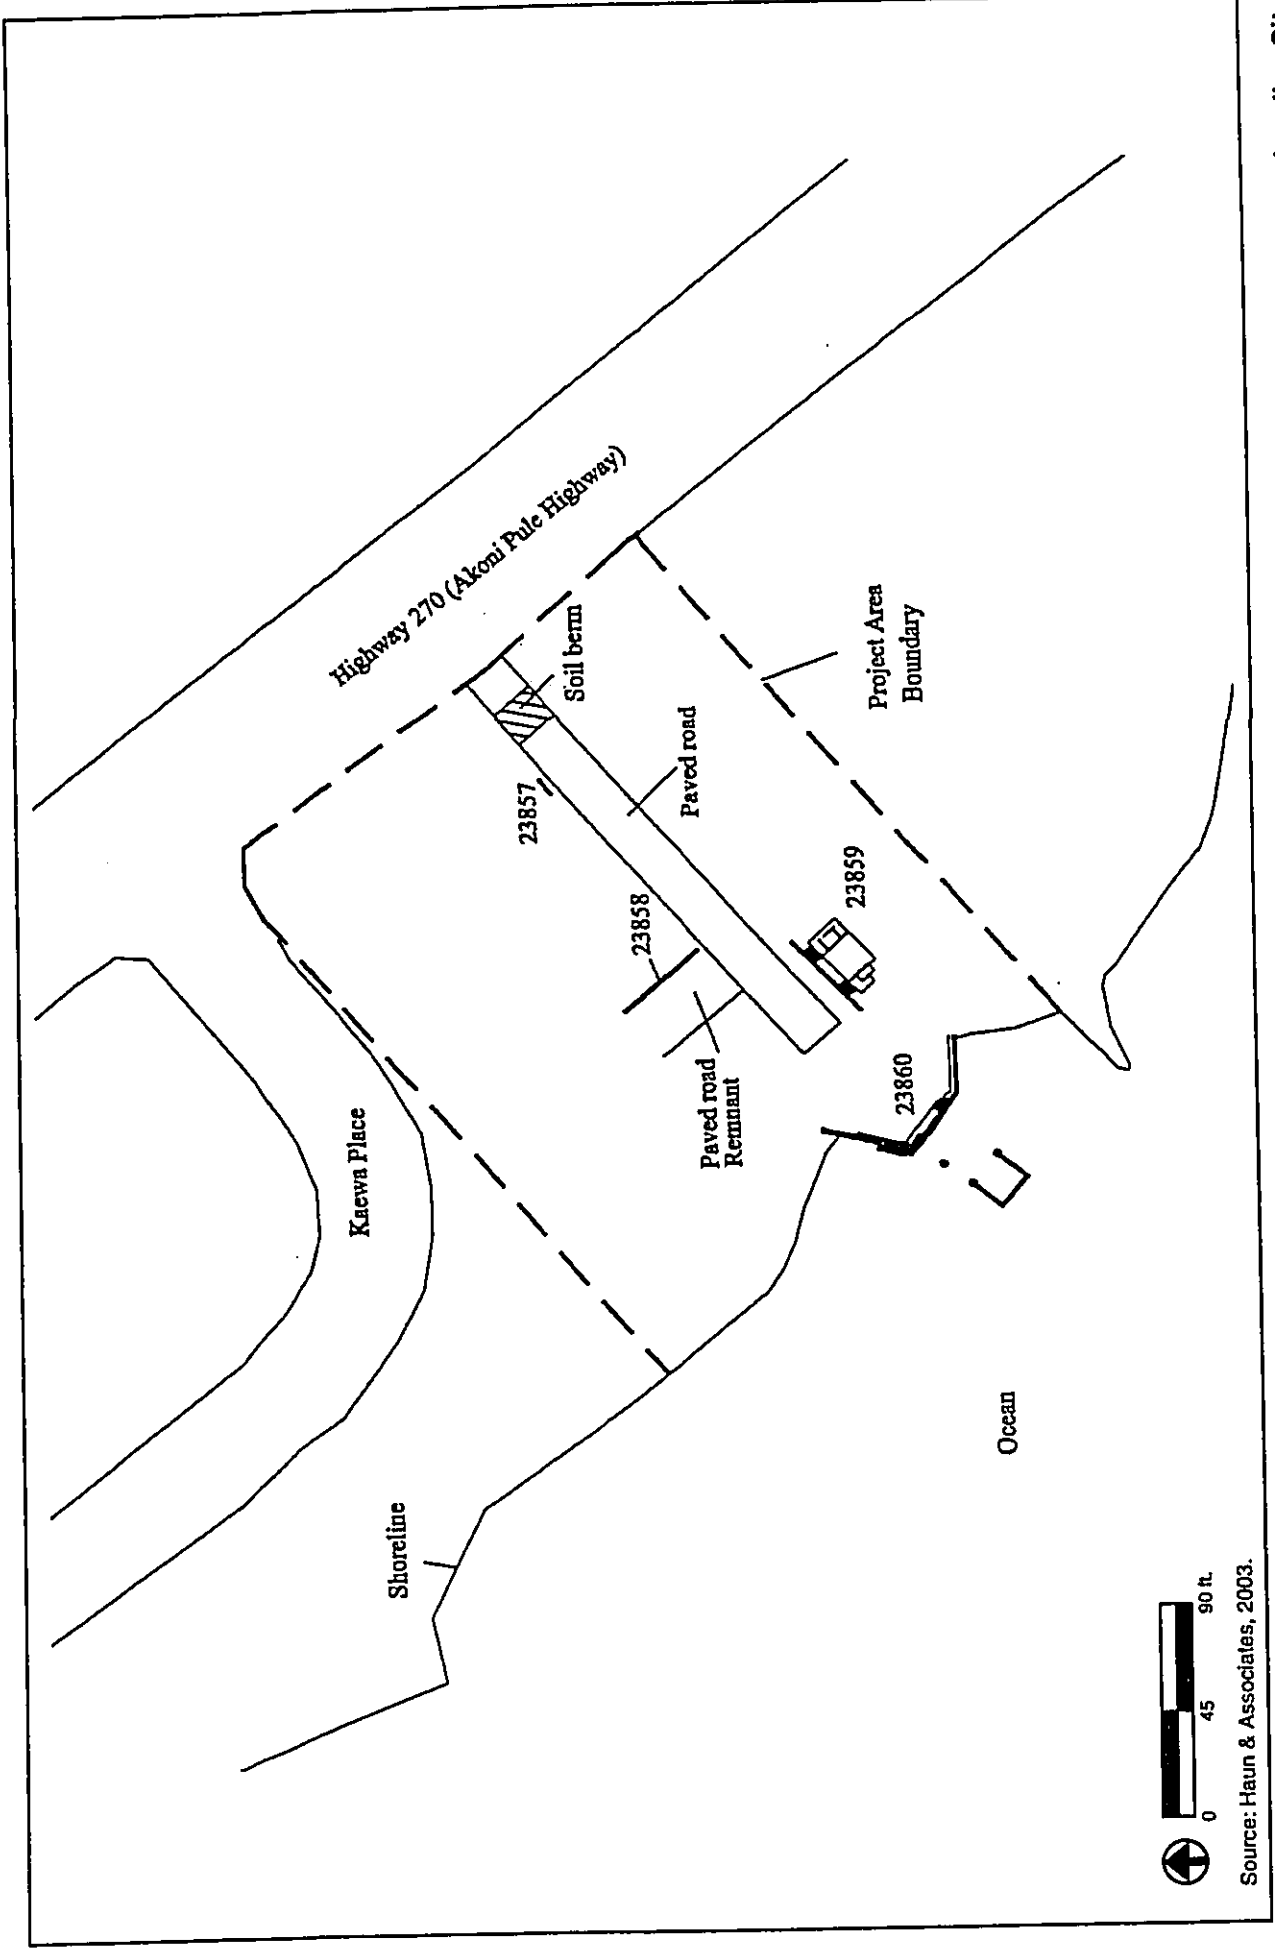 Highway 270 (Akoni Pule Highway)
Kaewa Place
Soil berm
23857
Paved road
23858
Project Area
Boundary
23859
Paved road
Remnant
23860
Shoreline
Ocean
0 45 90 ft.
Source: Haun & Associates, 2003.